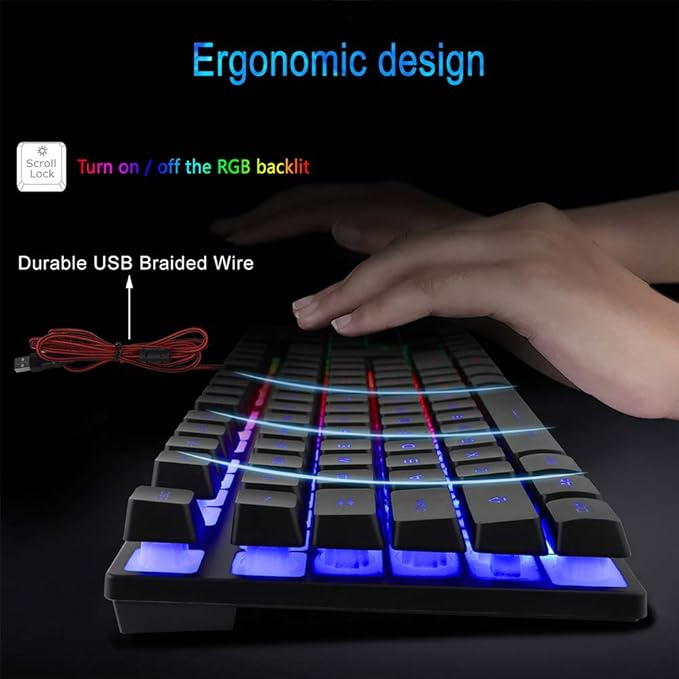 Ergonomic design
Scroll
Lock
Turn on / off the RGB backlit
Durable USB Braided Wire